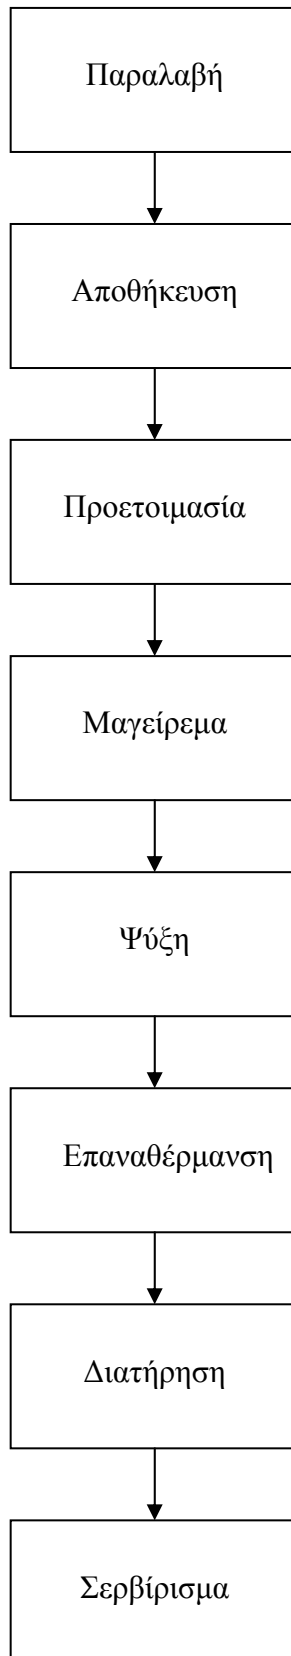 Παραλαβή
Αποθήκευση
Προετοιμασία
Μαγείρεμα
Ψύξη
Επαναθέρμανση
Διατήρηση
Σερβίρισμα